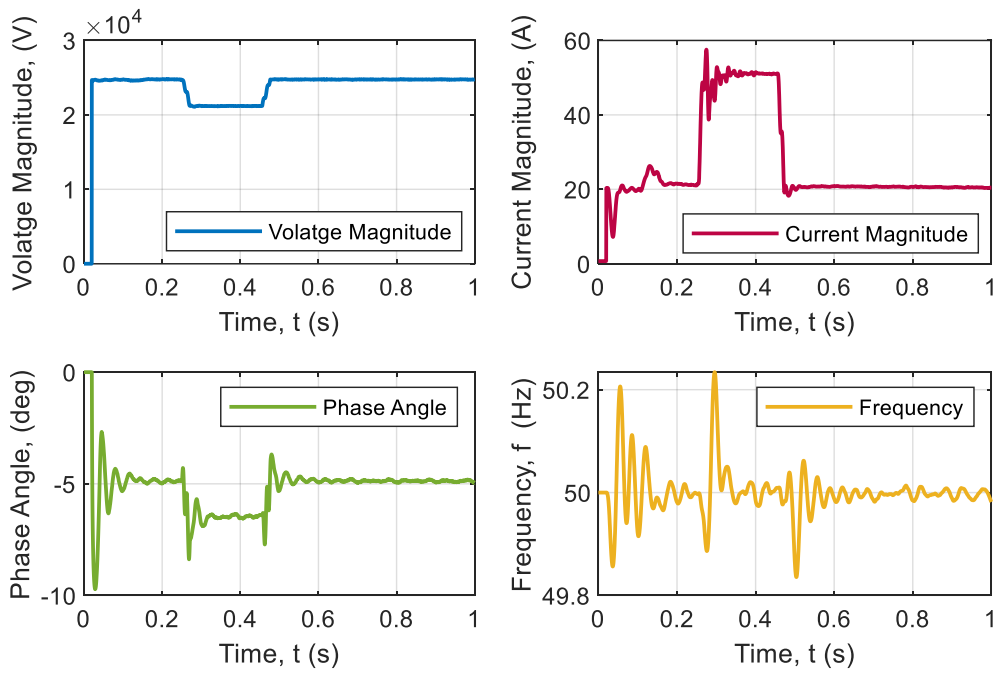 ×10⁴
3
2
1
0
Volatge Magnitude, (V)
Volatge Magnitude
0 0.2 0.4 0.6 0.8 1
Time, t (s)
60
40
20
0
Current Magnitude, (A)
Current Magnitude
0 0.2 0.4 0.6 0.8 1
Time, t (s)
0
-5
-10
Phase Angle, (deg)
Phase Angle
0 0.2 0.4 0.6 0.8 1
Time, t (s)
50.2
50
49.8
Frequency, f (Hz)
Frequency
0 0.2 0.4 0.6 0.8 1
Time, t (s)